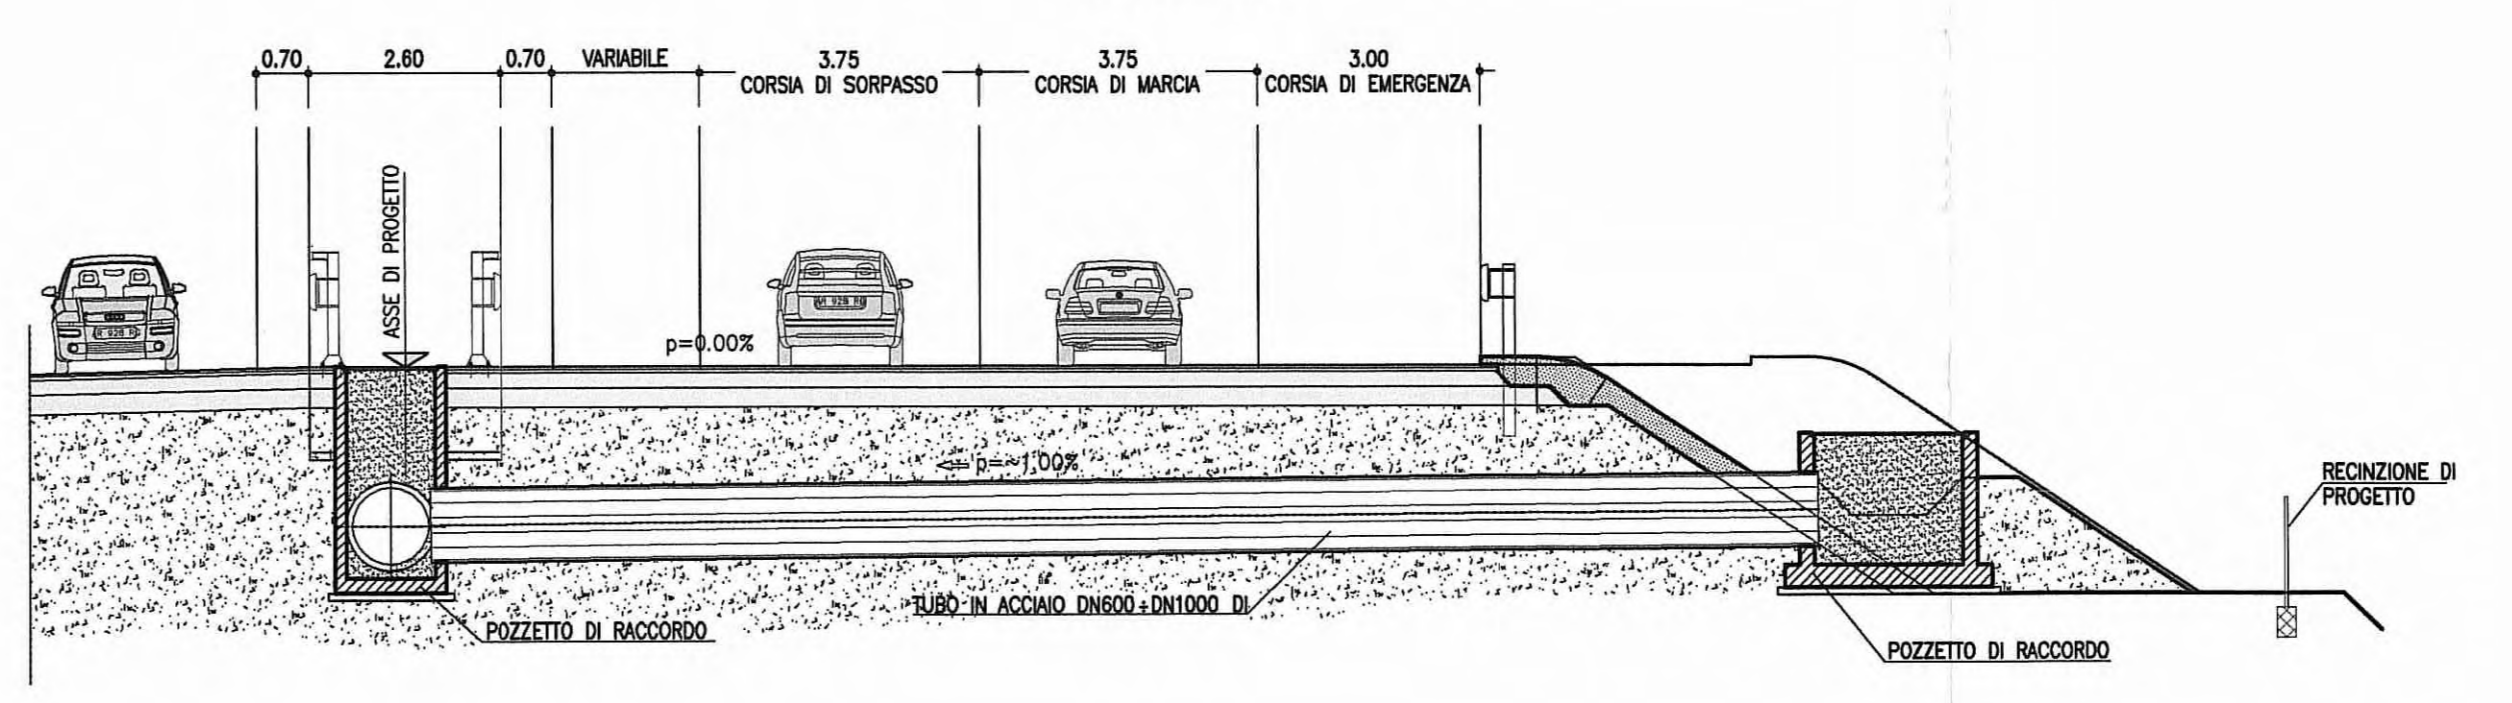 0.70
2.60
0.70
VARIABILE
3.75
CORSIA DI SORPASSO
3.75
CORSIA DI MARCIA
3.00
CORSIA DI EMERGENZA
ASSE DI PROGETTO
p=0.00%
p=~1,00%
TUBO IN ACCIAIO DN600÷DN1000 DI
POZZETTO DI RACCORDO
POZZETTO DI RACCORDO
RECINZIONE DI
PROGETTO